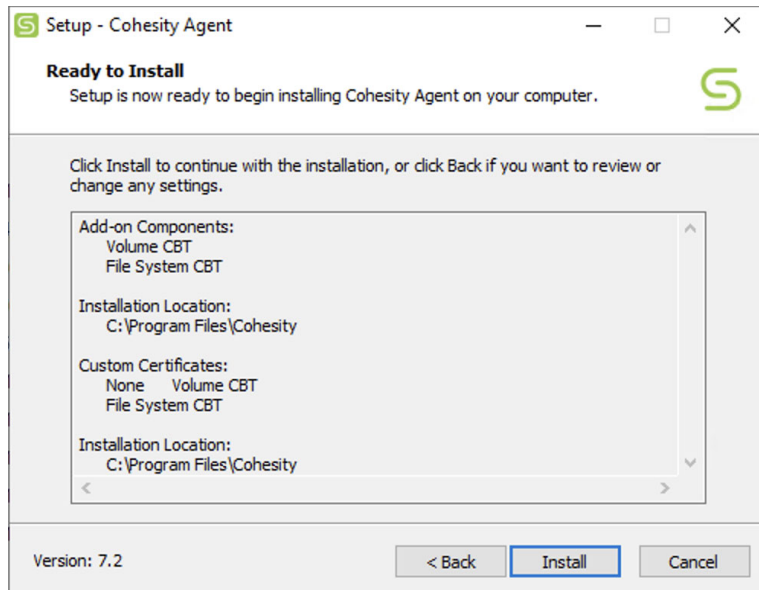 Setup - Cohesity Agent
Ready to Install
Setup is now ready to begin installing Cohesity Agent on your computer.
Click Install to continue with the installation, or click Back if you want to review or
change any settings.
Add-on Components:
Volume CBT
File System CBT
Installation Location:
C:\Program Files\Cohesity
Custom Certificates:
None Volume CBT
File System CBT
Installation Location:
C:\Program Files\Cohesity
Version: 7.2
< Back
Install
Cancel